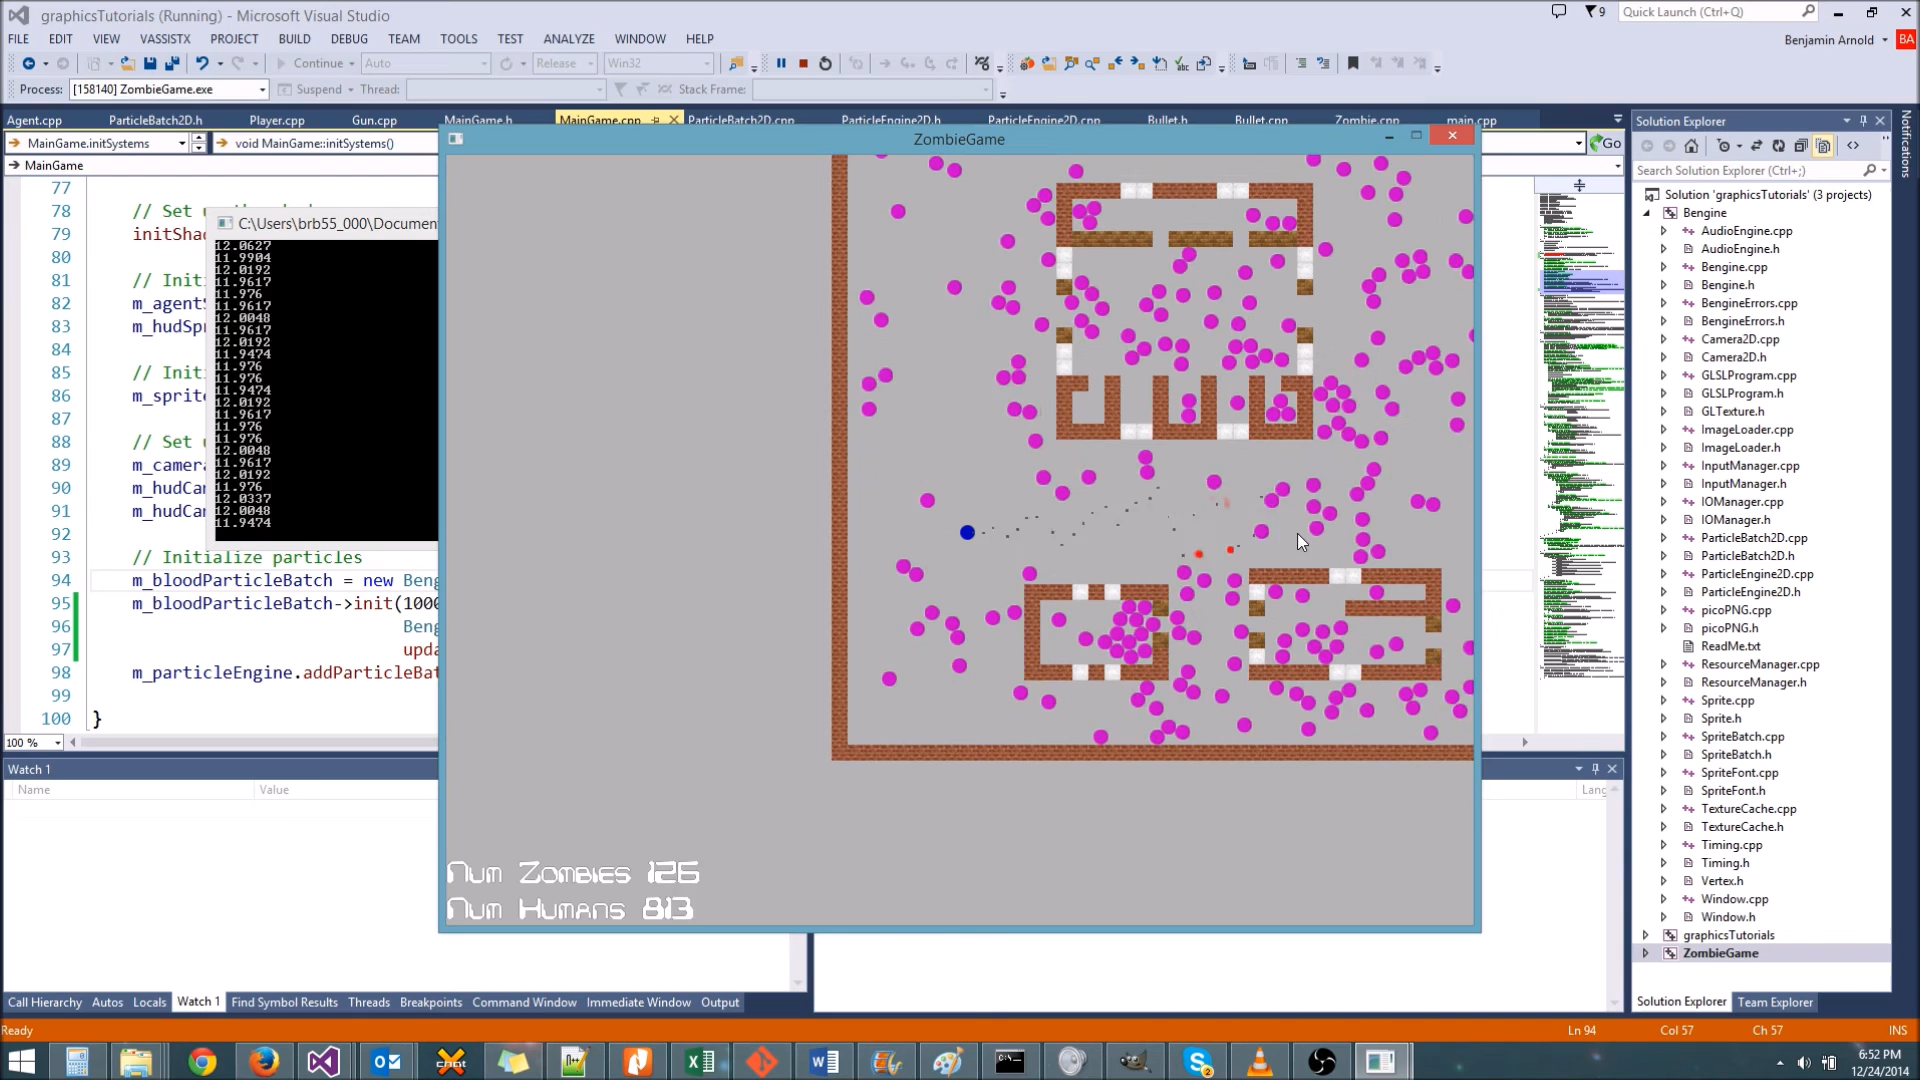 graphicsTutorials (Running) - Microsoft Visual Studio
9
Quick Launch (Ctrl+Q)
FILE EDIT VIEW VASSISTX PROJECT BUILD DEBUG TEAM TOOLS TEST ANALYZE WINDOW HELP
Benjamin Arnold
BA
Continue Auto Release Win32
Process: [158140] ZombieGame.exe Suspend Thread: Stack Frame:
Agent.cpp ParticleBatch2D.h Player.cpp Gun.cpp MainGame.h MainGame.cpp ParticleBatch2D.cpp ParticleEngine2D.h ParticleEngine2D.cpp Bullet.h Bullet.cpp Zombie.cpp main.cpp
MainGame.initSystems void MainGame::initSystems() Go
MainGame
77
78 // Set
79 initSha
80
81 // Init
82 m_agentS
83 m_hudSp
84
85 // Init
86 m_sprite
87
88 // Set
89 m_camera
90 m_hudCa
91 m_hudCa
92
93 // Initialize particles
94 m_bloodParticleBatch = new Beng
95 m_bloodParticleBatch->init(1000
96 Beng
97 upda
98 m_particleEngine.addParticleBat
99
100 }
100 %
C:\Users\brb55_000\Documen
12.0627
11.9904
12.0192
11.9617
11.976
11.9617
12.0048
11.9617
12.0192
11.9474
11.976
11.976
11.9474
12.0192
11.9617
11.976
11.976
12.0048
11.9617
12.0192
11.976
12.0337
12.0048
11.9474
ZombieGame
Num Zombies 126
Num Humans 813
Watch 1
Name Value
Lang
Call Hierarchy Autos Locals Watch 1 Find Symbol Results Threads Breakpoints Command Window Immediate Window Output
Solution Explorer
Search Solution Explorer (Ctrl+;)
Solution 'graphicsTutorials' (3 projects)
Bengine
AudioEngine.cpp
AudioEngine.h
Bengine.cpp
Bengine.h
BengineErrors.cpp
BengineErrors.h
Camera2D.cpp
Camera2D.h
GLSLProgram.cpp
GLSLProgram.h
GLTexture.h
ImageLoader.cpp
ImageLoader.h
InputManager.cpp
InputManager.h
IOManager.cpp
IOManager.h
ParticleBatch2D.cpp
ParticleBatch2D.h
ParticleEngine2D.cpp
ParticleEngine2D.h
picoPNG.cpp
picoPNG.h
ReadMe.txt
ResourceManager.cpp
ResourceManager.h
Sprite.cpp
Sprite.h
SpriteBatch.cpp
SpriteBatch.h
SpriteFont.cpp
SpriteFont.h
TextureCache.cpp
TextureCache.h
Timing.cpp
Timing.h
Vertex.h
Window.cpp
Window.h
graphicsTutorials
ZombieGame
Solution Explorer Team Explorer
Notifications
Ready
Ln 94 Col 57 Ch 57 INS
6:52 PM
12/24/2014